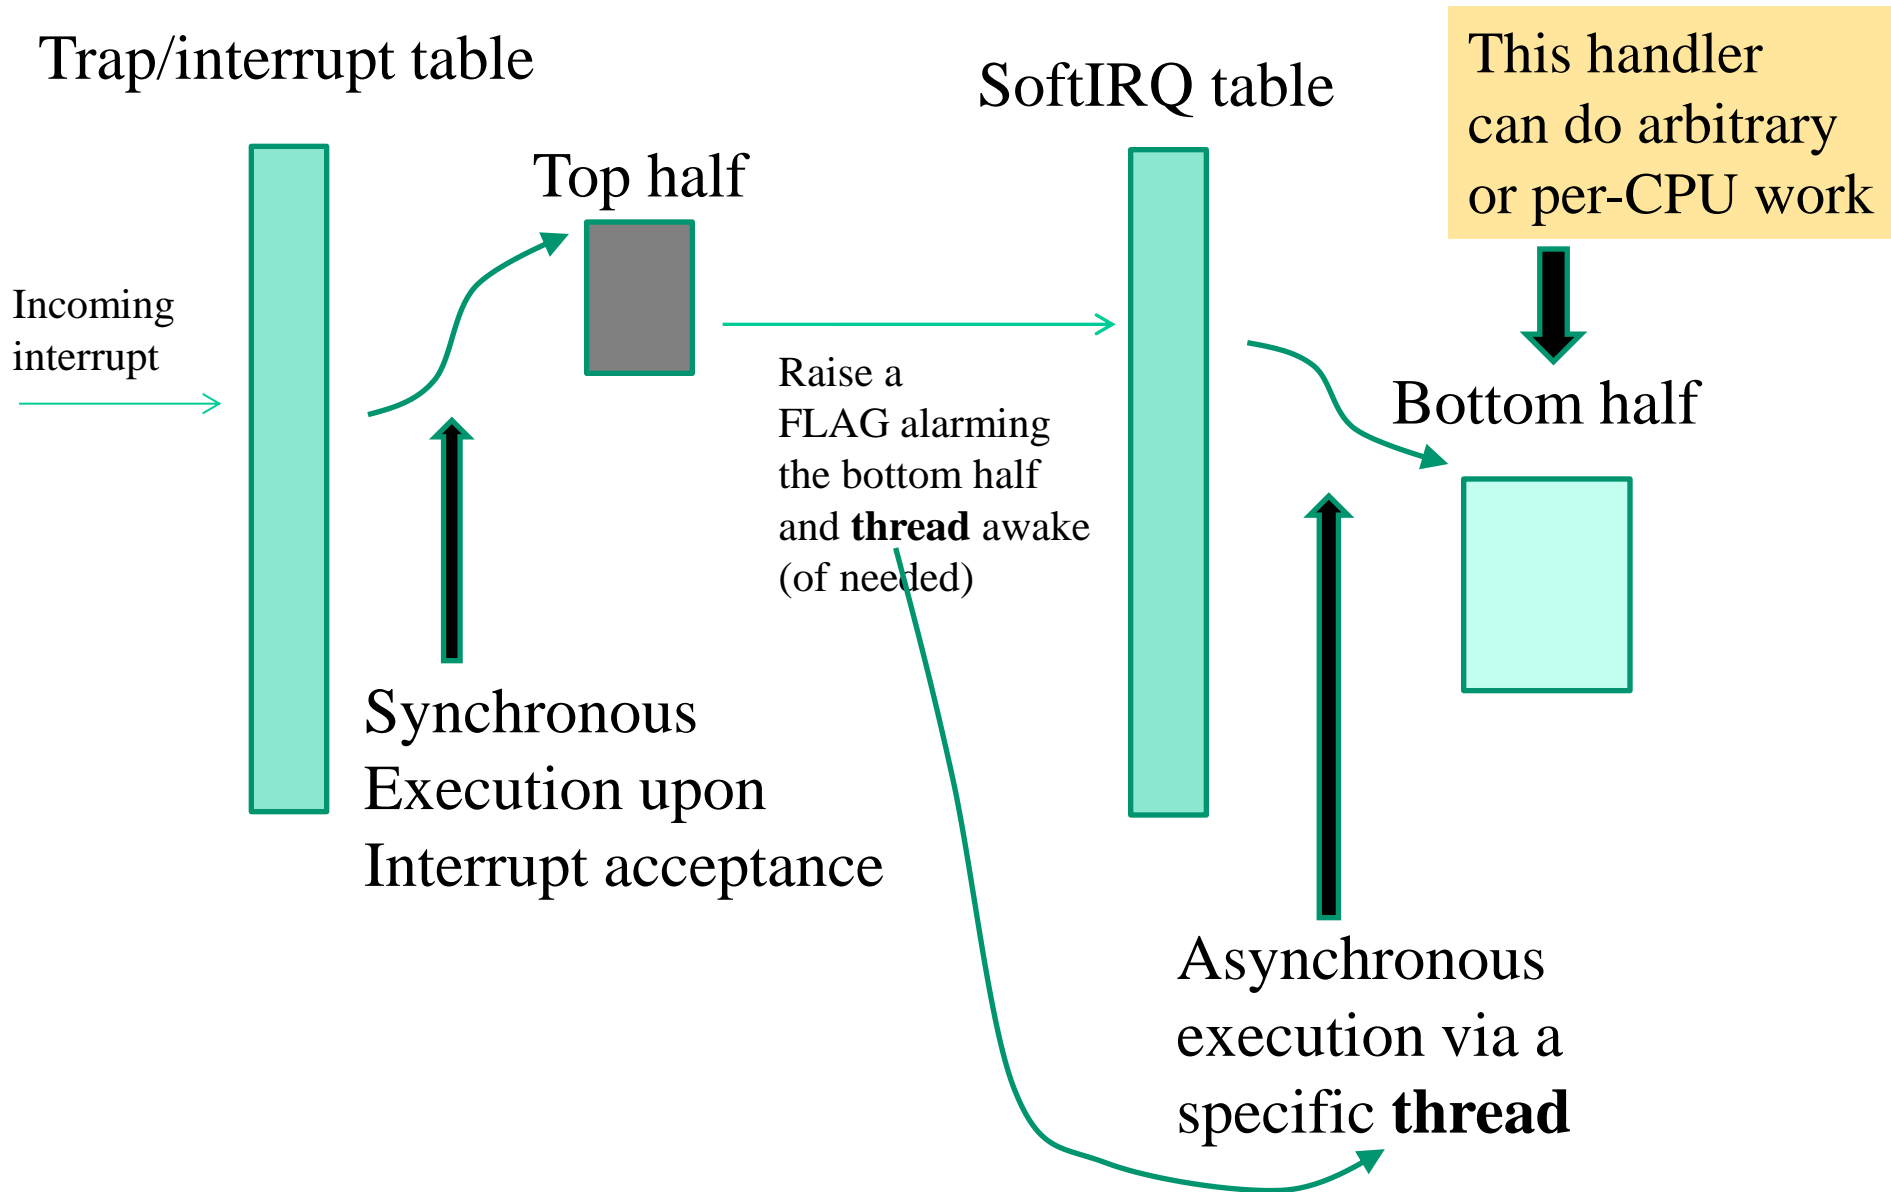 Trap/interrupt table
SoftIRQ table
This handler
can do arbitrary
or per-CPU work
Top half
Incoming
interrupt
Raise a
FLAG alarming
the bottom half
and thread awake
(of needed)
Bottom half
Synchronous
Execution upon
Interrupt acceptance
Asynchronous
execution via a
specific thread